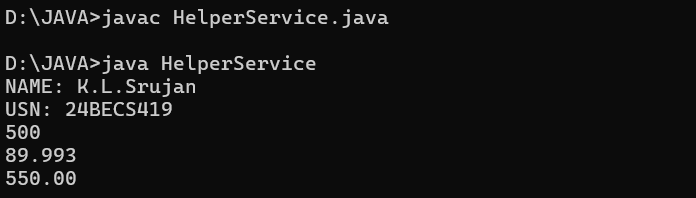 D:\JAVA>javac HelperService.java
D:\JAVA>java HelperService
NAME: K.L.Srujan
USN: 24BECS419
500
89.993
550.00